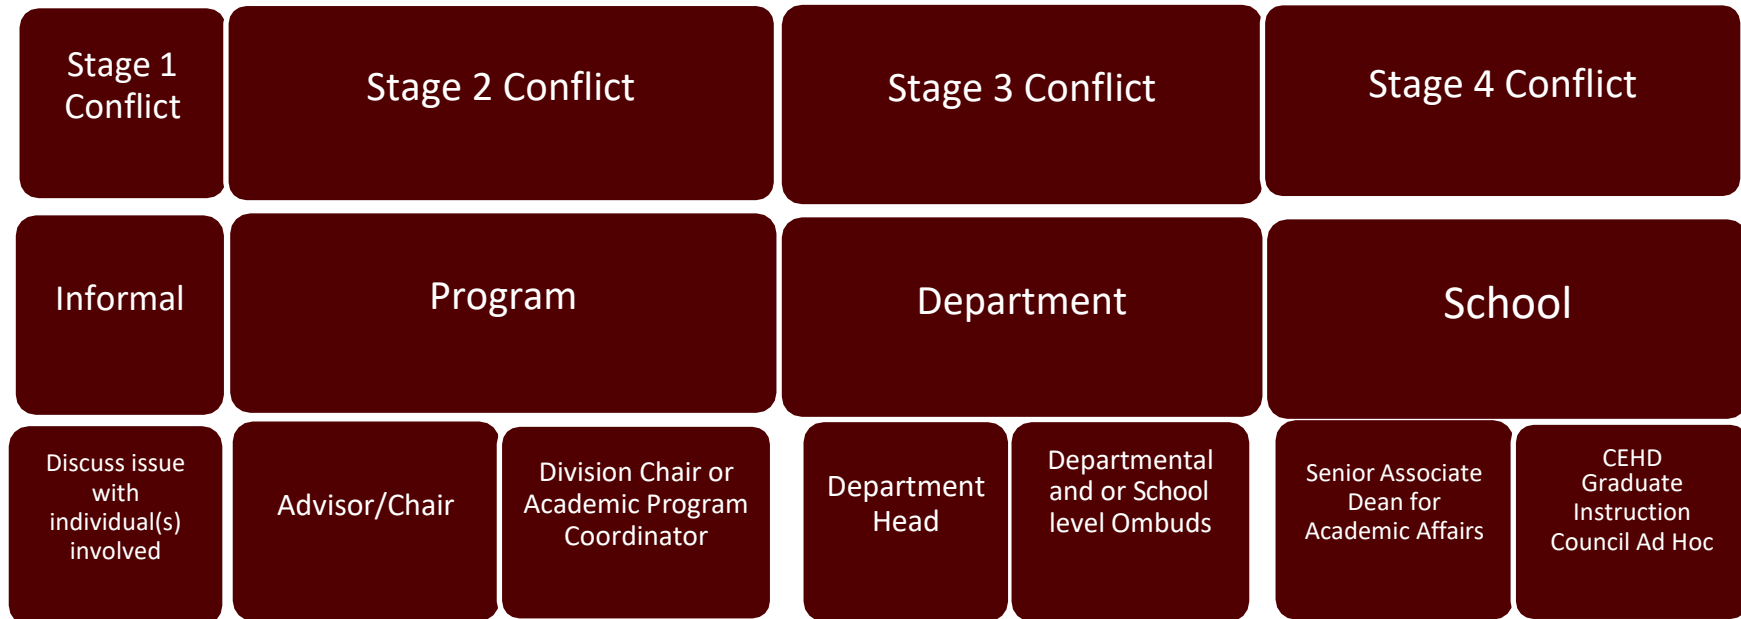 Stage 1
Conflict
Stage 2 Conflict
Stage 3 Conflict
Stage 4 Conflict
Informal
Program
Department
School
Discuss issue
with
individual(s)
involved
Advisor/Chair
Division Chair or
Academic Program
Coordinator
Department
Head
Departmental
and or School
level Ombuds
Senior Associate
Dean for
Academic Affairs
CEHD
Graduate
Instruction
Council Ad Hoc